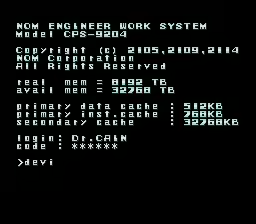 NOM ENGINEER WORK SYSTEM
Model CPS-9204
Copyright (c) 2105,2109,2114
NOM Corporation
All Rights Reserved
real mem = 8192 TB
avail mem = 32768 TB
primary data cache : 512KB
primary inst.cache : 768KB
secondary cache : 32768KB
login: Dr.CAIN
code : ******
>devi